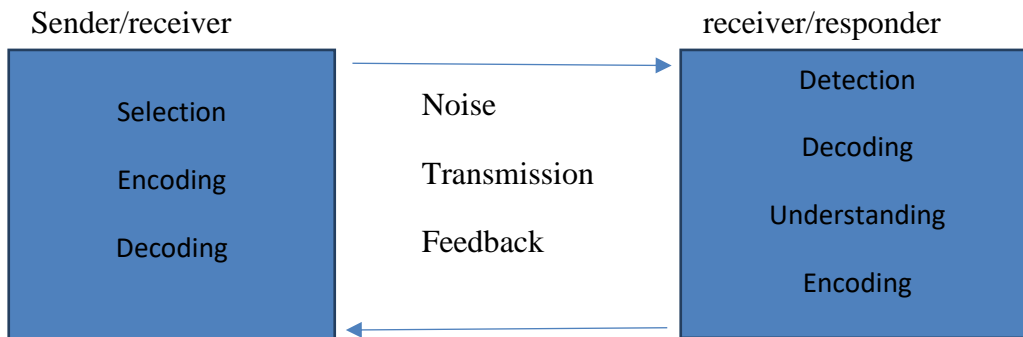 Sender/receiver
receiver/responder
Selection
Encoding
Decoding
Noise
Transmission
Feedback
Detection
Decoding
Understanding
Encoding